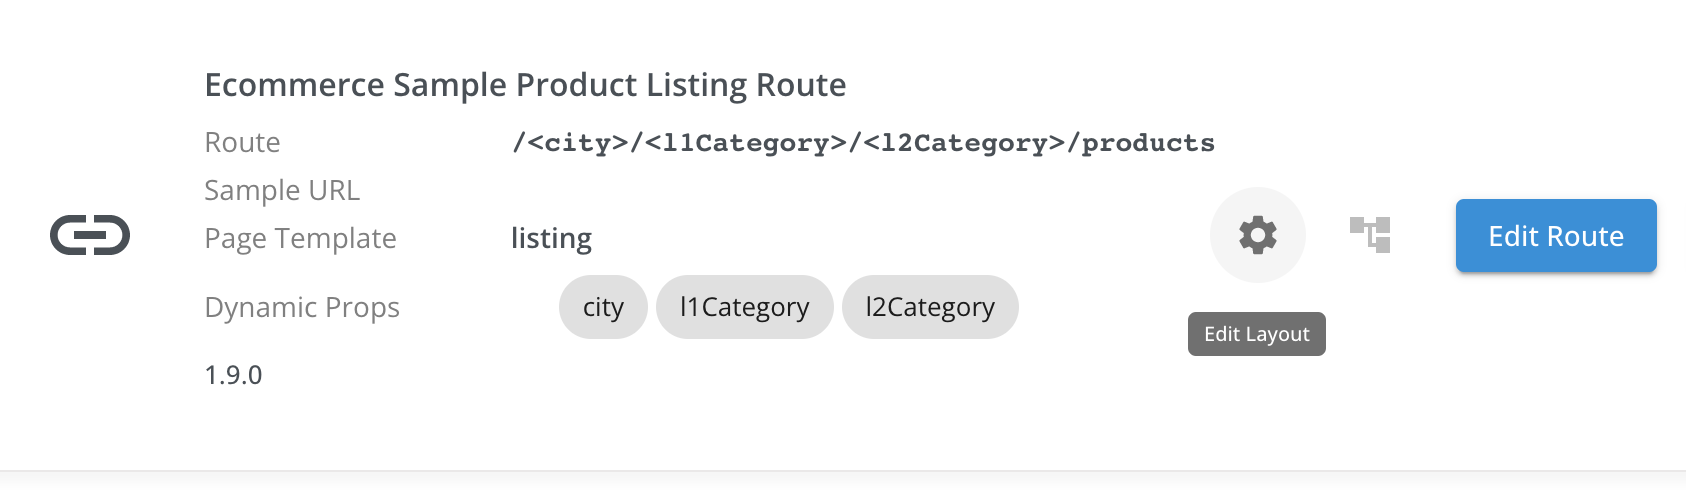 Ecommerce Sample Product Listing Route
Route /<city>/<l1Category>/<l2Category>/products
Sample URL
Page Template listing
Edit Route
Dynamic Props city l1Category l2Category
Edit Layout
1.9.0